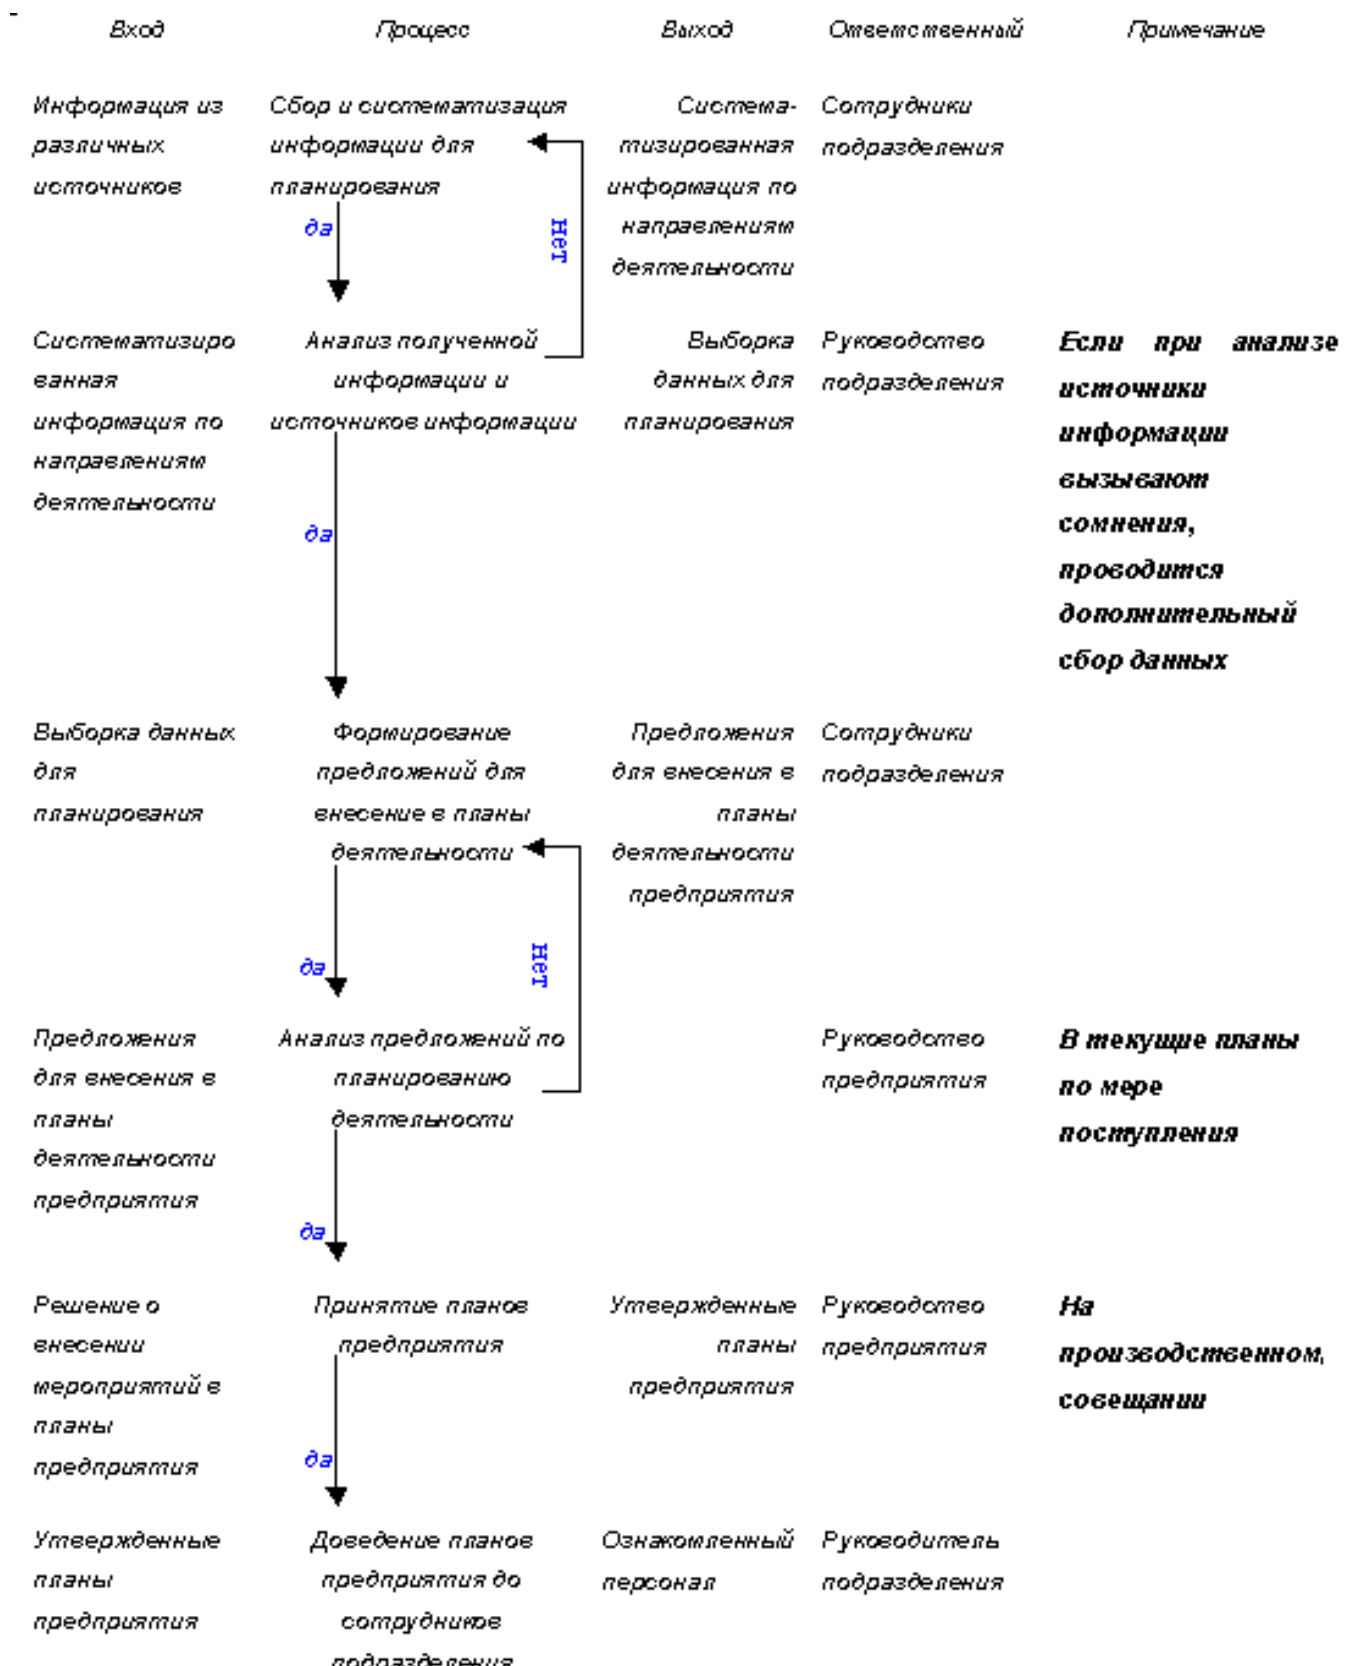 -
Вход
Процесс
Выход
Ответственный
Примечание
Информация из
различных
источников
Сбор и систематизация
информации для
планирования
Система-
тизированная
информация по
направлениям
деятельности
Сотрудники
подразделения
да
нет
Систематизиро
ванная
информация по
направлениям
деятельности
Анализ полученной
информации и
источников информации
Выборка
данных для
планирования
Руководство
подразделения
Если при анализе
источники
информации
вызывают
сомнения,
проводится
дополнительный
сбор данных
да
Выборка данных
для
планирования
Формирование
предложений для
внесение в планы
деятельности
Предложения
для внесения в
планы
деятельности
предприятия
Сотрудники
подразделения
да
нет
Предложения
для внесения в
планы
деятельности
предприятия
Анализ предложений по
планированию
деятельности
Руководство
предприятия
В текущие планы
по мере
поступления
да
Решение о
внесении
мероприятий в
планы
предприятия
Принятие планов
предприятия
Утвержденные
планы
предприятия
Руководство
предприятия
На
производственном,
совещании
да
Утвержденные
планы
предприятия
Доведение планов
предприятия до
сотрудников
подразделения
Ознакомленный
персонал
Руководитель
подразделения